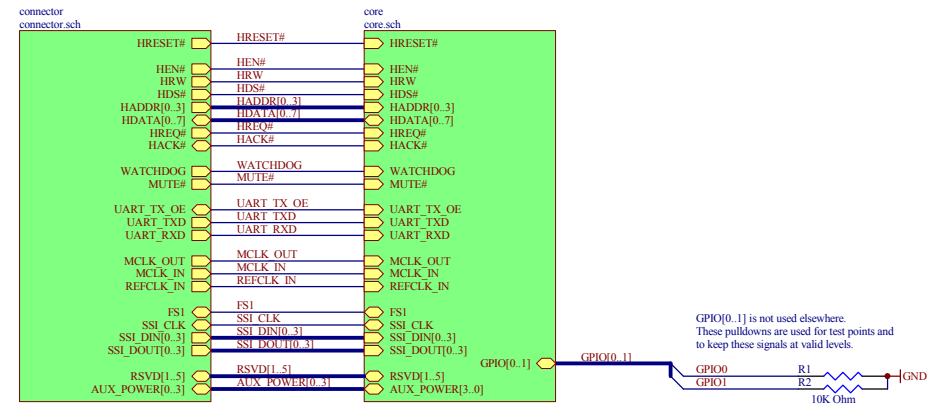 connector core
connector.sch core.sch
HRESET# HRESET# HRESET#
HEN# HEN# HEN#
HRW HRW HRW
HDS# HDS# HDS#
HADDR[0..3] HADDR[0..3] HADDR[0..3]
HDATA[0..7] HDATA[0..7] HDATA[0..7]
HREQ# HREQ# HREQ#
HACK# HACK# HACK#
WATCHDOG WATCHDOG WATCHDOG
MUTE# MUTE# MUTE#
UART_TX_OE UART_TX_OE UART_TX_OE
UART_TXD UART_TXD UART_TXD
UART_RXD UART_RXD UART_RXD
MCLK_OUT MCLK_OUT MCLK_OUT
MCLK_IN MCLK_IN MCLK_IN
REFCLK_IN REFCLK_IN REFCLK_IN
FS1 FS1 FS1
SSI_CLK SSI_CLK SSI_CLK
SSI_DIN[0..3] SSI_DIN[0..3] SSI_DIN[0..3]
SSI_DOUT[0..3] SSI_DOUT[0..3] SSI_DOUT[0..3]
RSVD[1..5] RSVD[1..5] RSVD[1..5]
AUX_POWER[0..3] AUX_POWER[0..3] AUX_POWER[3..0]
GPIO[0..1] GPIO[0..1]
GPIO[0..1] is not used elsewhere.
These pulldowns are used for test points and
to keep these signals at valid levels.
GPIO0 R1
GPIO1 R2
GND
10K Ohm